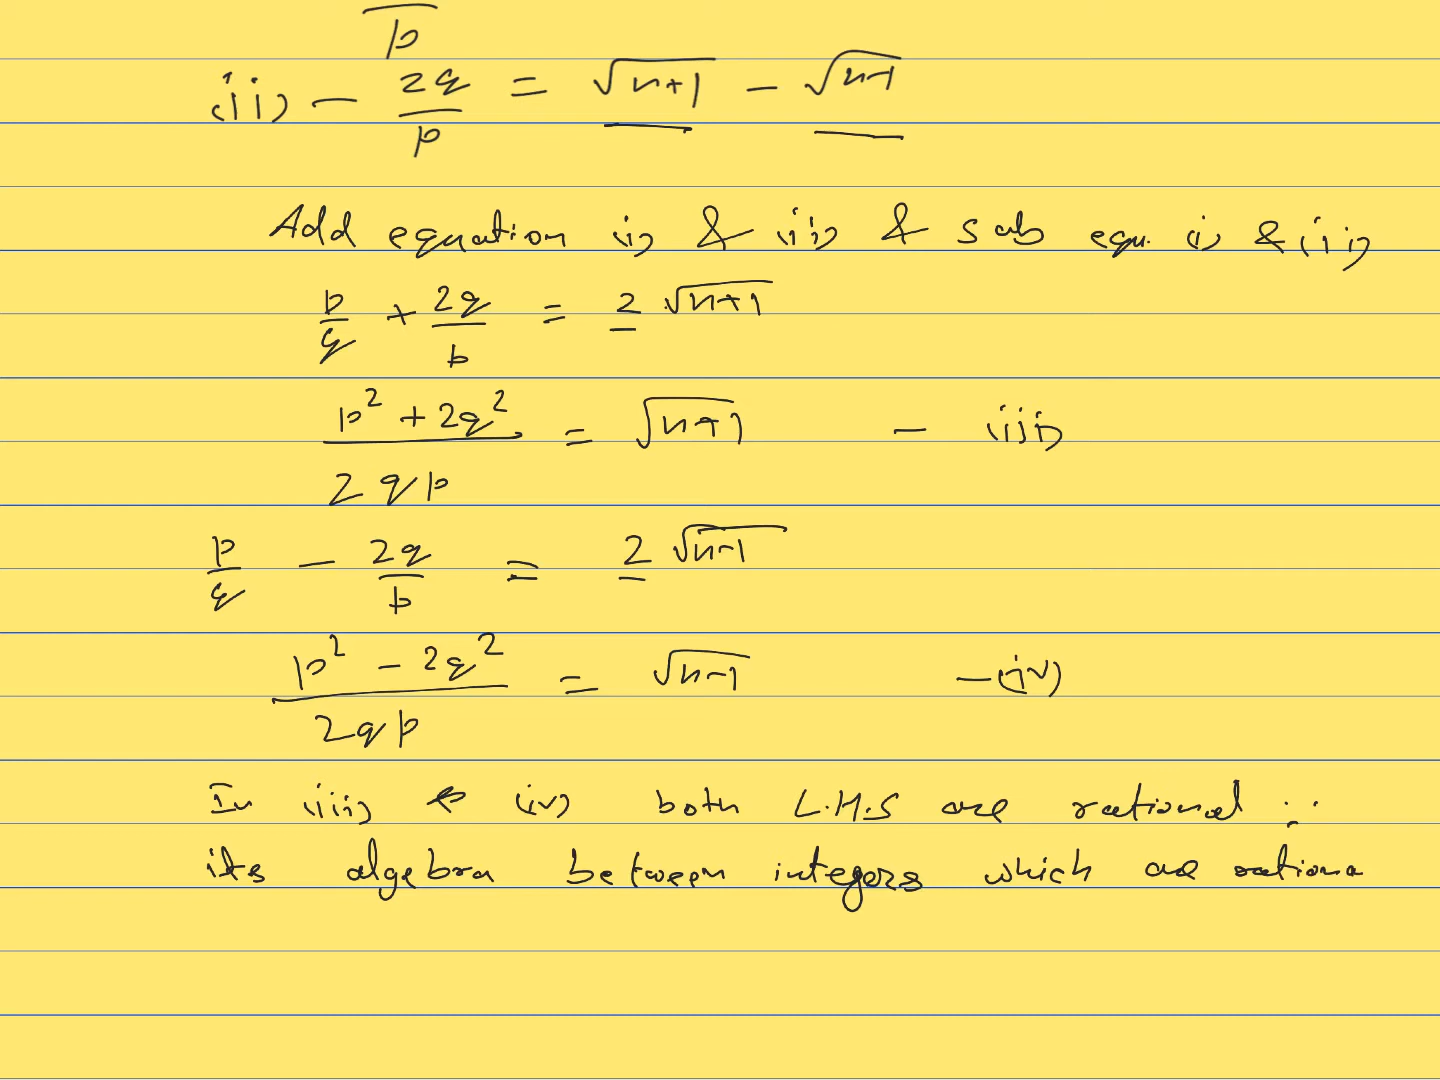 p
(ii) - 2q/p = √n+1 - √n-1
Add equation (i) & (ii) & sub equ. (i) & (ii)
p/q + 2q/p = 2 √n+1
p² + 2q² / 2qp = √n+1 - (iii)
p/q - 2q/p = 2 √n-1
p² - 2q² / 2qp = √n-1 - (iv)
In (iii) & (iv) both L.H.S are rational ∵
its algebra between integers which are rationa